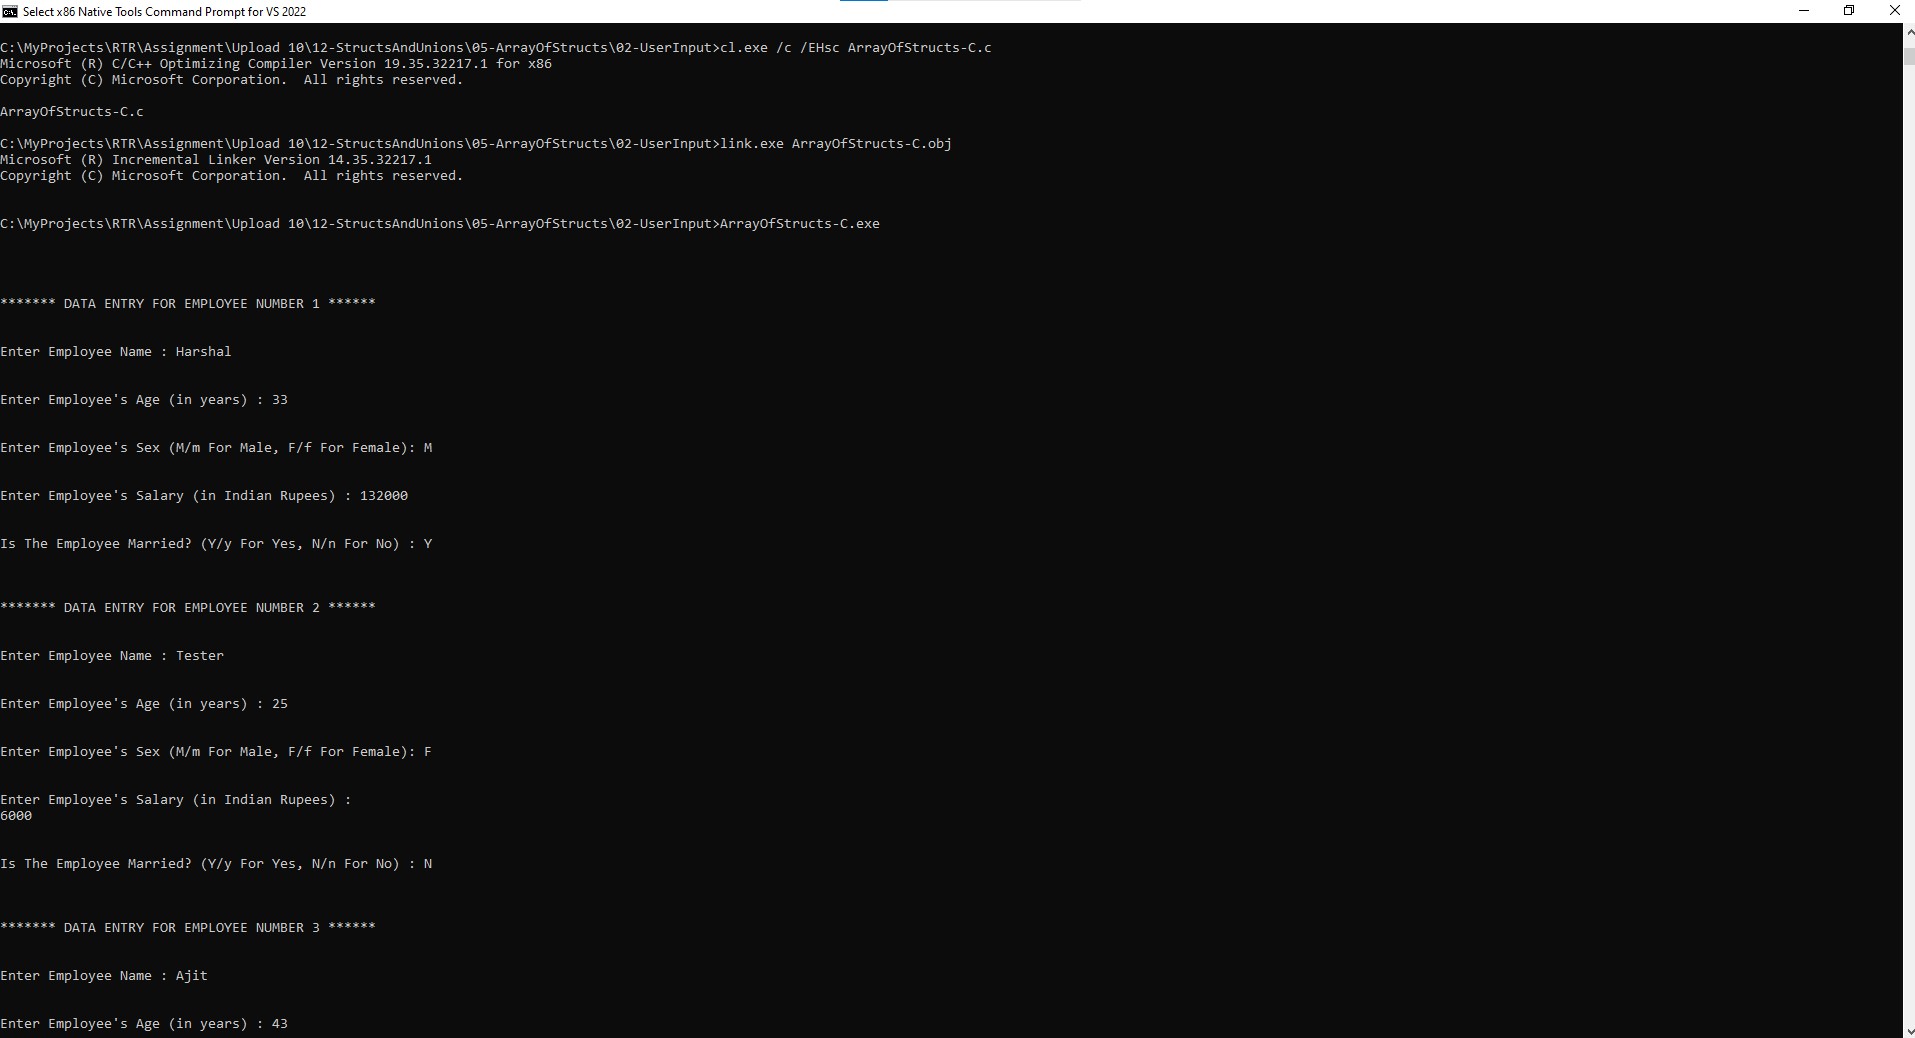 Select x86 Native Tools Command Prompt for VS 2022
C:\MyProjects\RTR\Assignment\Upload 10\12-StructsAndUnions\05-ArrayOfStructs\02-UserInput>cl.exe /c /EHsc ArrayOfStructs-C.c
Microsoft (R) C/C++ Optimizing Compiler Version 19.35.32217.1 for x86
Copyright (C) Microsoft Corporation.  All rights reserved.
ArrayOfStructs-C.c
C:\MyProjects\RTR\Assignment\Upload 10\12-StructsAndUnions\05-ArrayOfStructs\02-UserInput>link.exe ArrayOfStructs-C.obj
Microsoft (R) Incremental Linker Version 14.35.32217.1
Copyright (C) Microsoft Corporation.  All rights reserved.
C:\MyProjects\RTR\Assignment\Upload 10\12-StructsAndUnions\05-ArrayOfStructs\02-UserInput>ArrayOfStructs-C.exe
******* DATA ENTRY FOR EMPLOYEE NUMBER 1 ******
Enter Employee Name : Harshal
Enter Employee's Age (in years) : 33
Enter Employee's Sex (M/m For Male, F/f For Female): M
Enter Employee's Salary (in Indian Rupees) : 132000
Is The Employee Married? (Y/y For Yes, N/n For No) : Y
******* DATA ENTRY FOR EMPLOYEE NUMBER 2 ******
Enter Employee Name : Tester
Enter Employee's Age (in years) : 25
Enter Employee's Sex (M/m For Male, F/f For Female): F
Enter Employee's Salary (in Indian Rupees) :
6000
Is The Employee Married? (Y/y For Yes, N/n For No) : N
******* DATA ENTRY FOR EMPLOYEE NUMBER 3 ******
Enter Employee Name : Ajit
Enter Employee's Age (in years) : 43